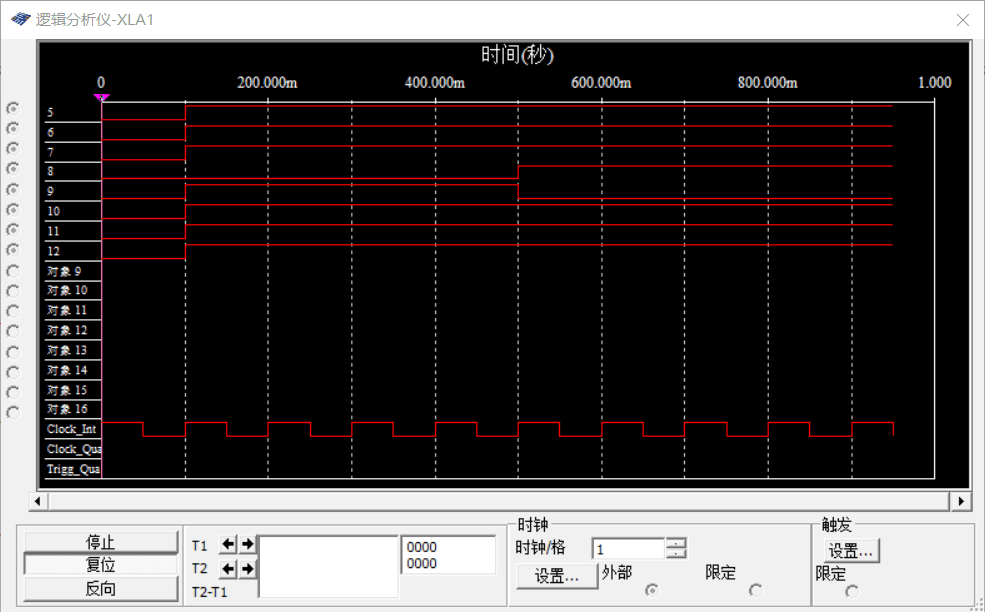 逻辑分析仪-XLA1
时间(秒)
0 200.000m 400.000m 600.000m 800.000m 1.000
5
6
7
8
9
10
11
12
对象 9
对象 10
对象 11
对象 12
对象 13
对象 14
对象 15
对象 16
Clock_Int
Clock_Qua
Trigg_Qua
停止
复位
反向
T1
T2
T2-T1
0000
0000
时钟
时钟/格 1
设置... 外部 限定
触发
设置...
限定